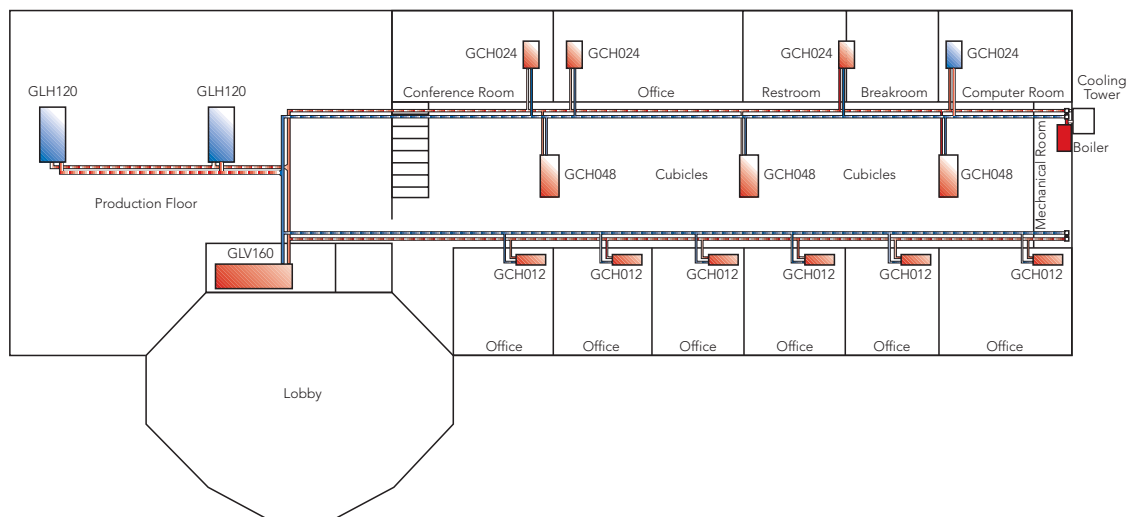 GCH024
GCH024
GCH024
GCH024
GLH120
GLH120
Conference Room
Office
Restroom
Breakroom
Computer Room
Cooling
Tower
Boiler
Mechanical Room
GCH048
Cubicles
GCH048
Cubicles
GCH048
Production Floor
GLV160
GCH012
GCH012
GCH012
GCH012
GCH012
GCH012
Office
Office
Office
Office
Office
Office
Lobby